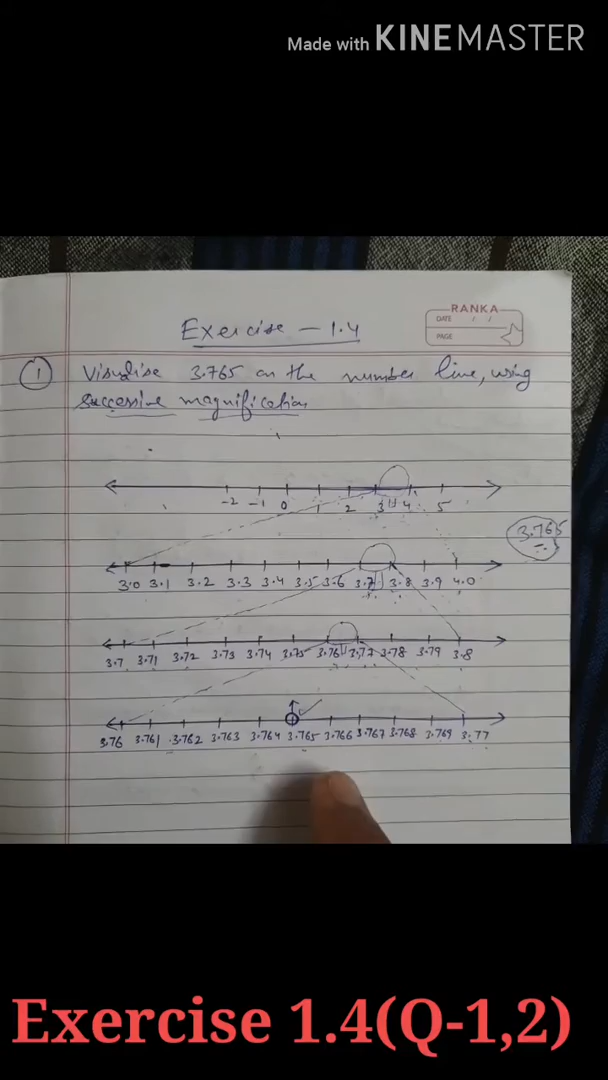 Made with KINEMASTER
Exercise - 1.4
RANKA
DATE / /
PAGE
1 Visualise 3.765 on the number line, using
successive magnification
-2 -1 0 1 2 3 4 5
3.765
3.0 3.1 3.2 3.3 3.4 3.5 3.6 3.7 3.8 3.9 4.0
3.7 3.71 3.72 3.73 3.74 3.75 3.76 3.77 3.78 3.79 3.8
3.76 3.761 3.762 3.763 3.764 3.765 3.766 3.767 3.768 3.769 3.77
Exercise 1.4(Q-1,2)